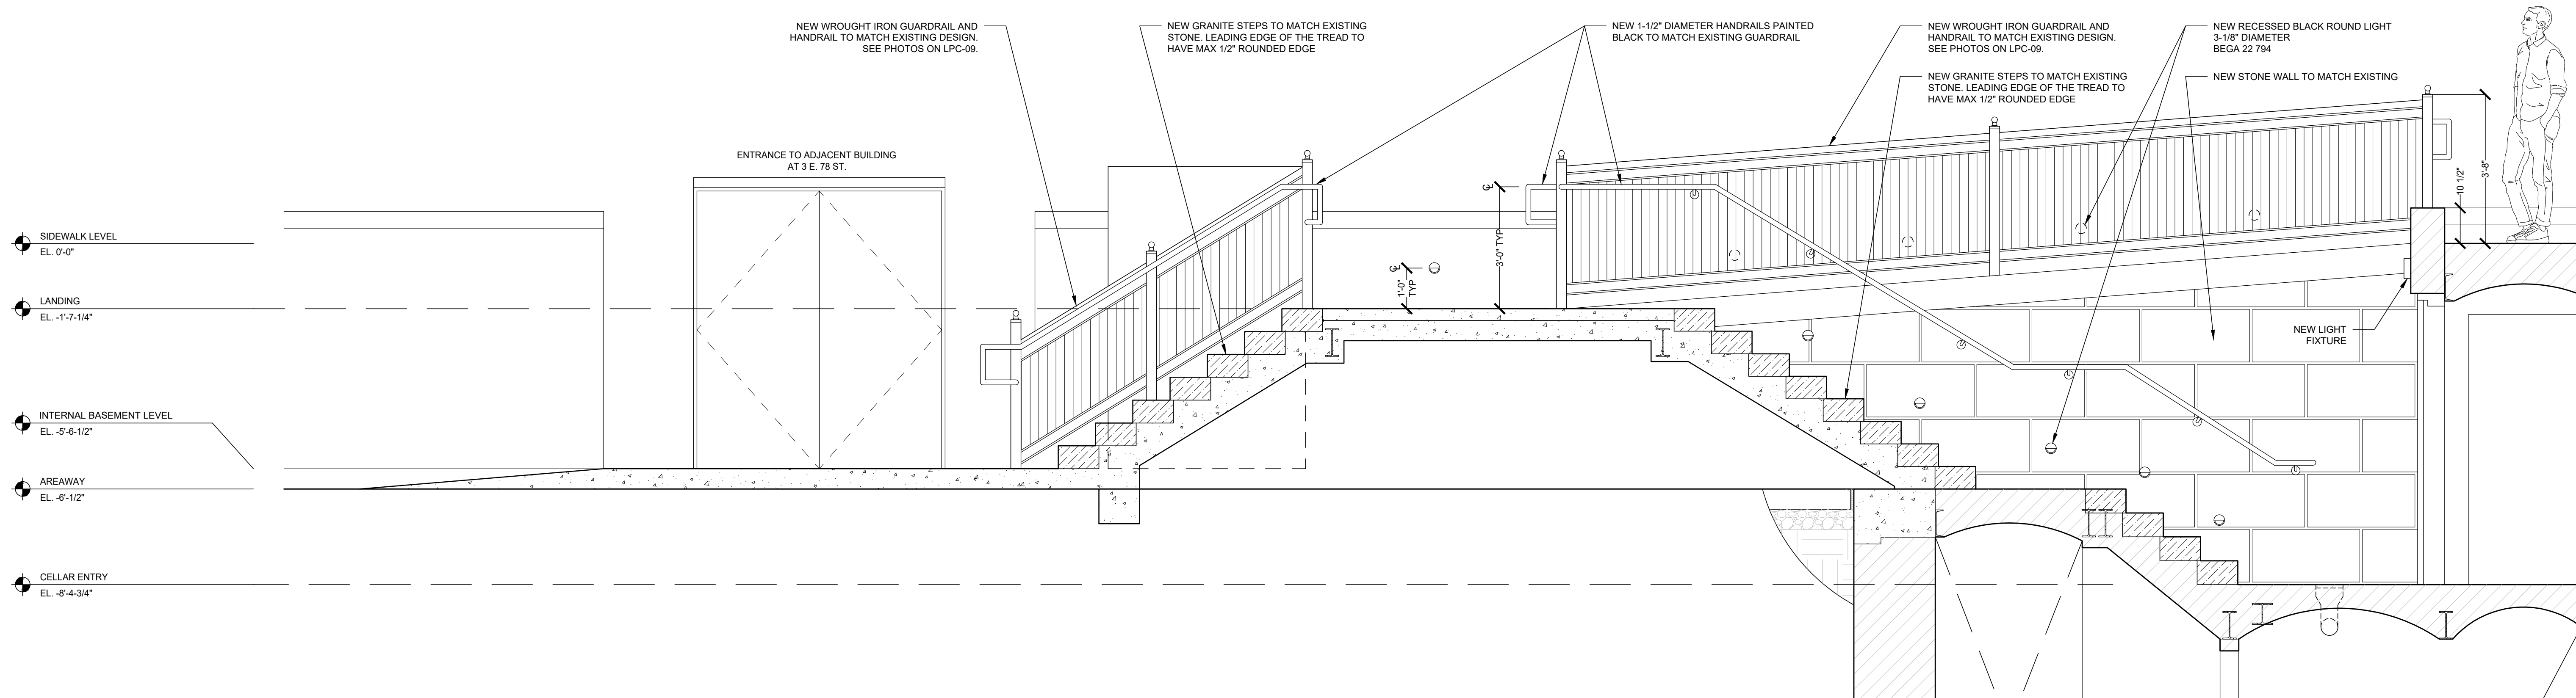 NEW WROUGHT IRON GUARDRAIL AND
HANDRAIL TO MATCH EXISTING DESIGN.
SEE PHOTOS ON LPC-09.
NEW GRANITE STEPS TO MATCH EXISTING
STONE. LEADING EDGE OF THE TREAD TO
HAVE MAX 1/2" ROUNDED EDGE
NEW 1-1/2" DIAMETER HANDRAILS PAINTED
BLACK TO MATCH EXISTING GUARDRAIL
NEW WROUGHT IRON GUARDRAIL AND
HANDRAIL TO MATCH EXISTING DESIGN.
SEE PHOTOS ON LPC-09.
NEW GRANITE STEPS TO MATCH EXISTING
STONE. LEADING EDGE OF THE TREAD TO
HAVE MAX 1/2" ROUNDED EDGE
NEW RECESSED BLACK ROUND LIGHT
3-1/8" DIAMETER
BEGA 22 794
NEW STONE WALL TO MATCH EXISTING
ENTRANCE TO ADJACENT BUILDING
AT 3 E. 78 ST.
SIDEWALK LEVEL
EL. 0'-0"
LANDING
EL. -1'-7-1/4"
INTERNAL BASEMENT LEVEL
EL. -5'-6-1/2"
AREAWAY
EL. -6'-1/2"
CELLAR ENTRY
EL. -8'-4-3/4"
CL
1'-0"
TYP
CL
3'-0" TYP
10 1/2"
3'-8"
NEW LIGHT
FIXTURE